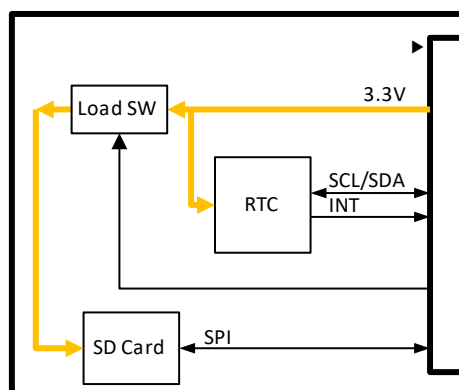 3.3V
Load SW
SCL/SDA
RTC
INT
SPI
SD Card